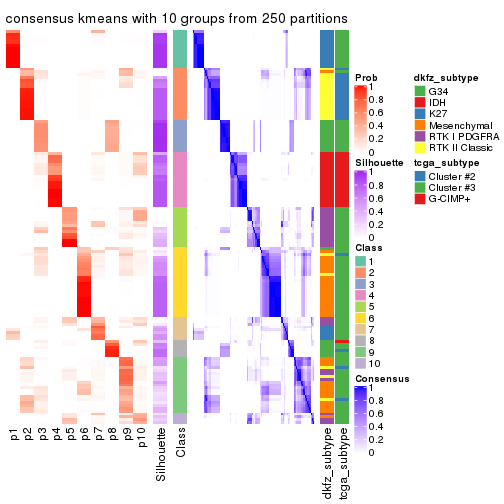 consensus kmeans with 10 groups from 250 partitions
Prob
1
0.8
0.6
0.4
0.2
0
Silhouette
1
0.8
0.6
0.4
0.2
0
Class
1
2
3
4
5
6
7
8
9
10
Consensus
1
0.8
0.6
0.4
0.2
0
dkfz_subtype
G34
IDH
K27
Mesenchymal
RTK I PDGFRA
RTK II Classic
tcga_subtype
Cluster #2
Cluster #3
G-CIMP+
p1
p2
p3
p4
p5
p6
p7
p8
p9
p10
Silhouette
Class
dkfz_subtype
tcga_subtype